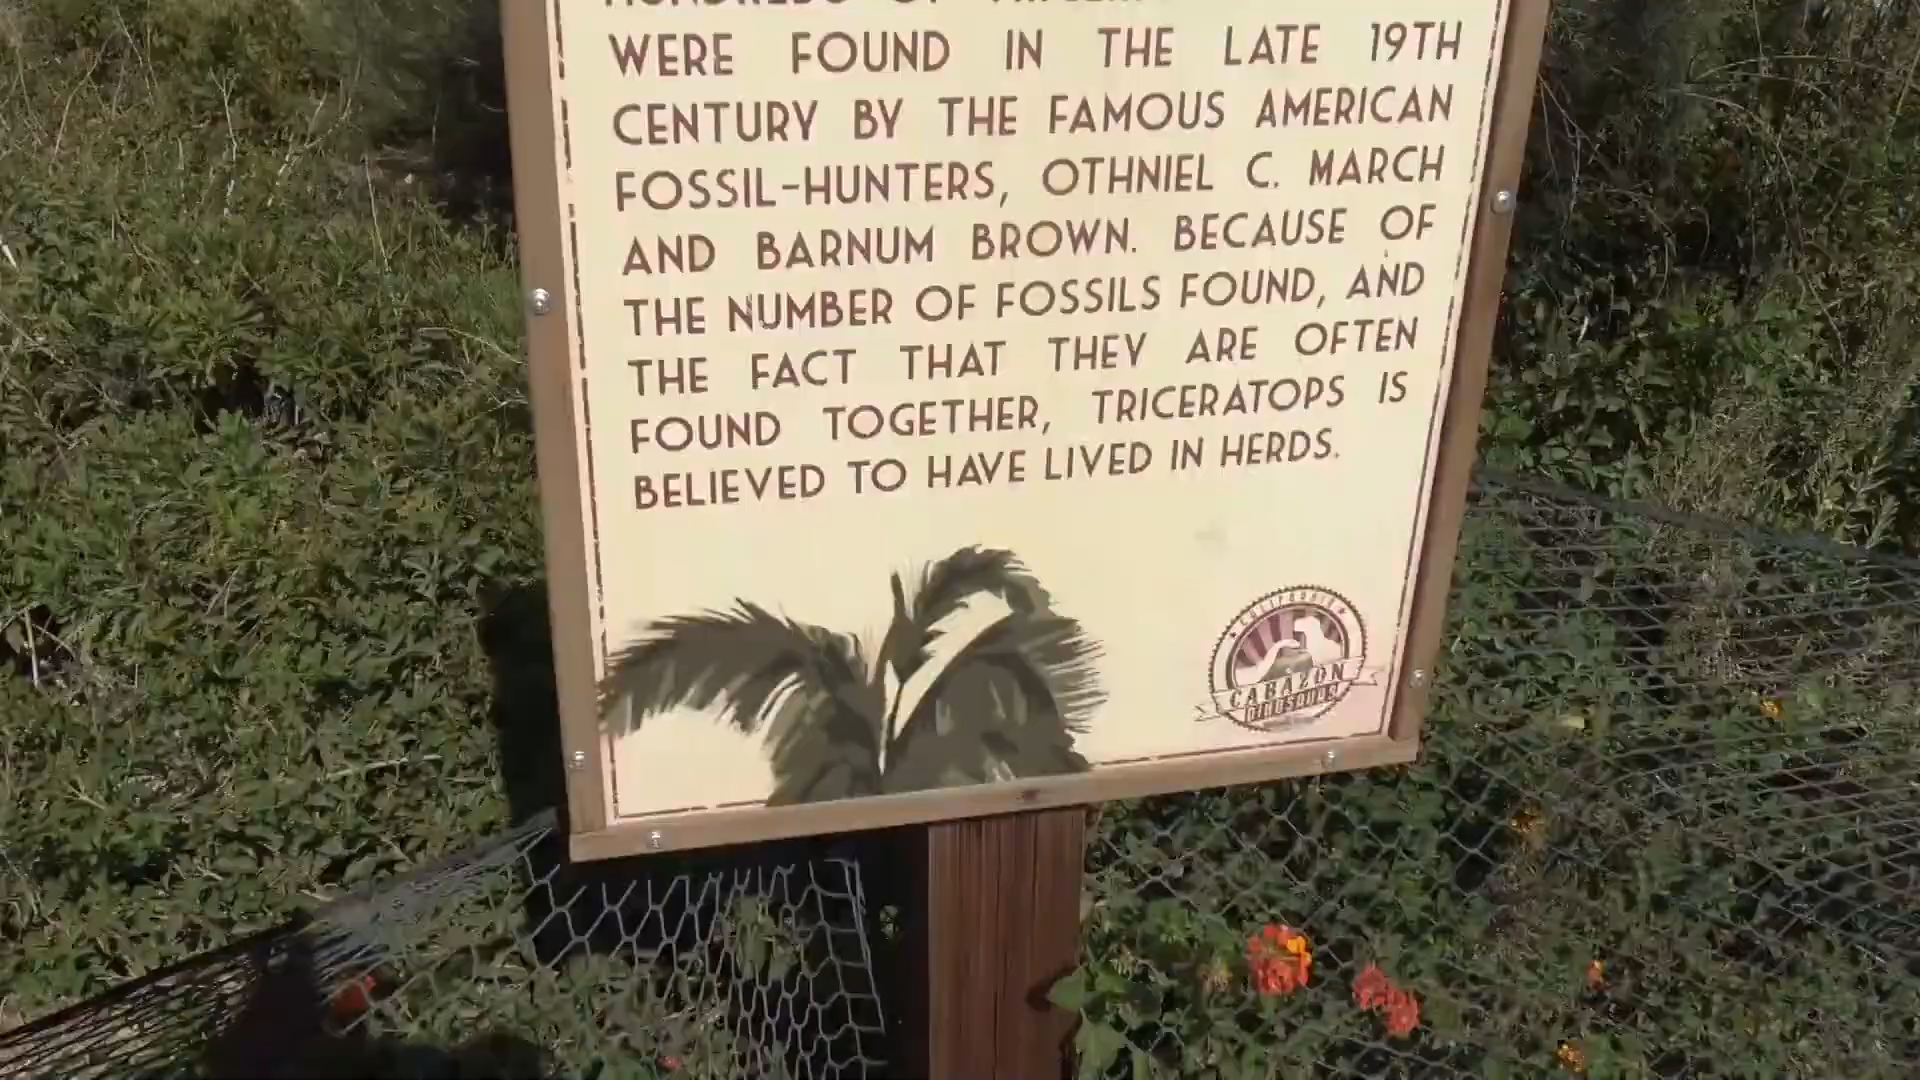 WERE FOUND IN THE LATE 19TH
CENTURY BY THE FAMOUS AMERICAN
FOSSIL-HUNTERS, OTHNIEL C. MARCH
AND BARNUM BROWN. BECAUSE OF
THE NUMBER OF FOSSILS FOUND, AND
THE FACT THAT THEY ARE OFTEN
FOUND TOGETHER, TRICERATOPS IS
BELIEVED TO HAVE LIVED IN HERDS.
CALIFORNIA
CABAZON
DINOSAURS